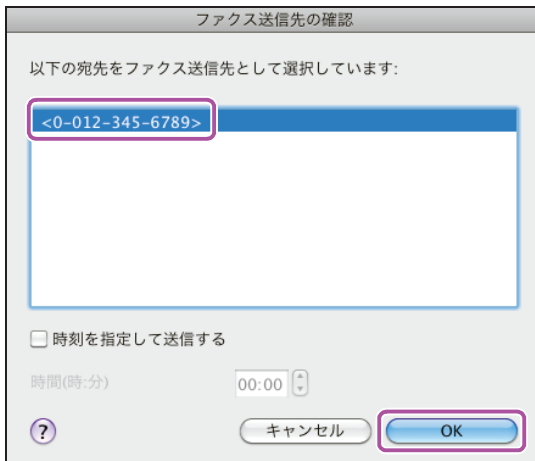 ファクス送信先の確認
以下の宛先をファクス送信先として選択しています:
<0-012-345-6789>
時刻を指定して送信する
時間(時:分) 00:00
? キャンセル OK